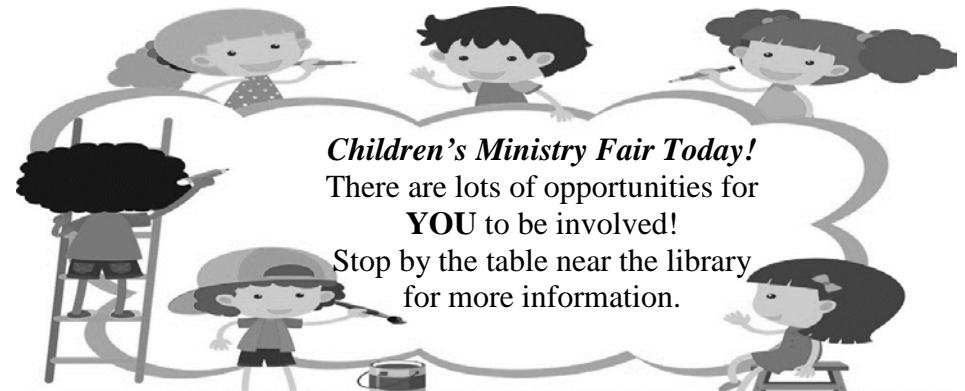 Children’s Ministry Fair Today!
There are lots of opportunities for
YOU to be involved!
Stop by the table near the library
for more information.